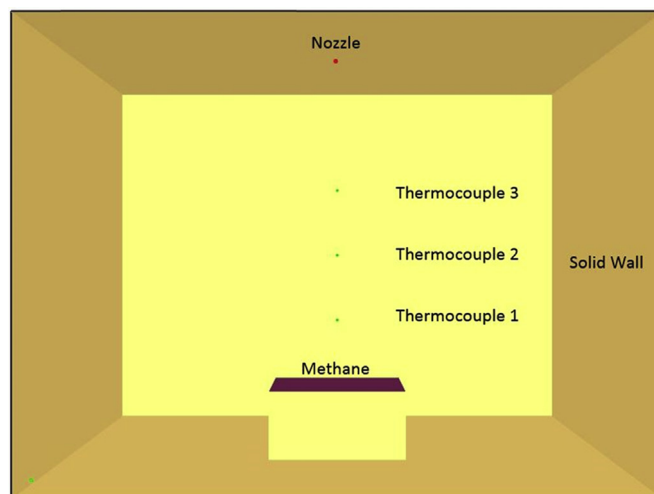 Nozzle
Thermocouple 3
Thermocouple 2
Solid Wall
Thermocouple 1
Methane